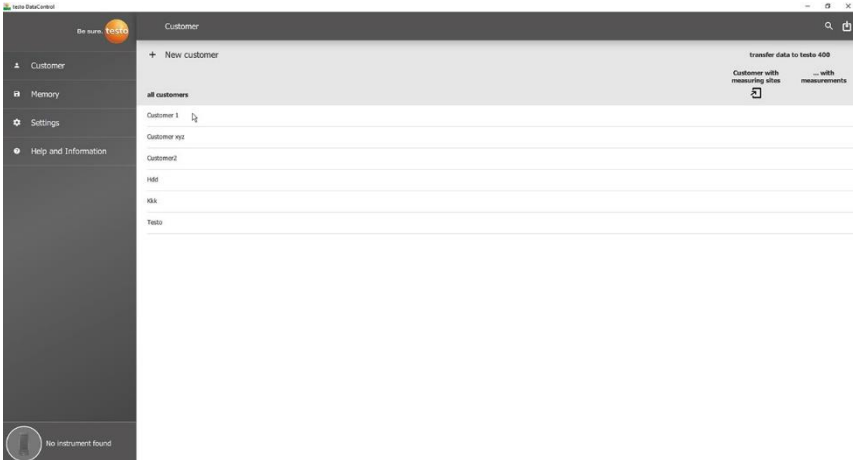 testo DataControl
Be sure. testo
Customer
+ New customer
transfer data to testo 400
Customer with
measuring sites
... with
measurements
all customers
Customer
Memory
Settings
Help and Information
Customer 1
Customer xyz
Customer2
Hdd
Kkk
Testo
No instrument found